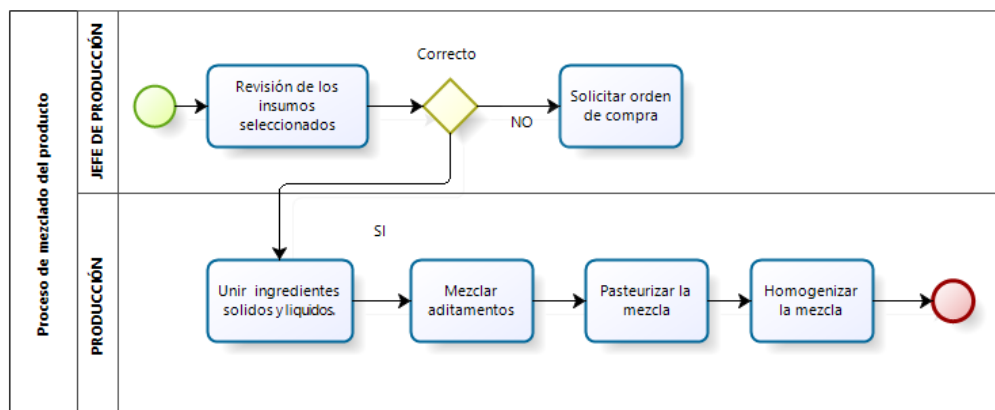 Proceso de mezclado del producto
JEFE DE PRODUCCIÓN
Revisión de los
insumos
seleccionados
Correcto
NO
Solicitar orden
de compra
PRODUCCIÓN
SI
Unir ingredientes
solidos y liquidos.
Mezclar
aditamentos
Pasteurizar la
mezcla
Homogenizar
la mezcla